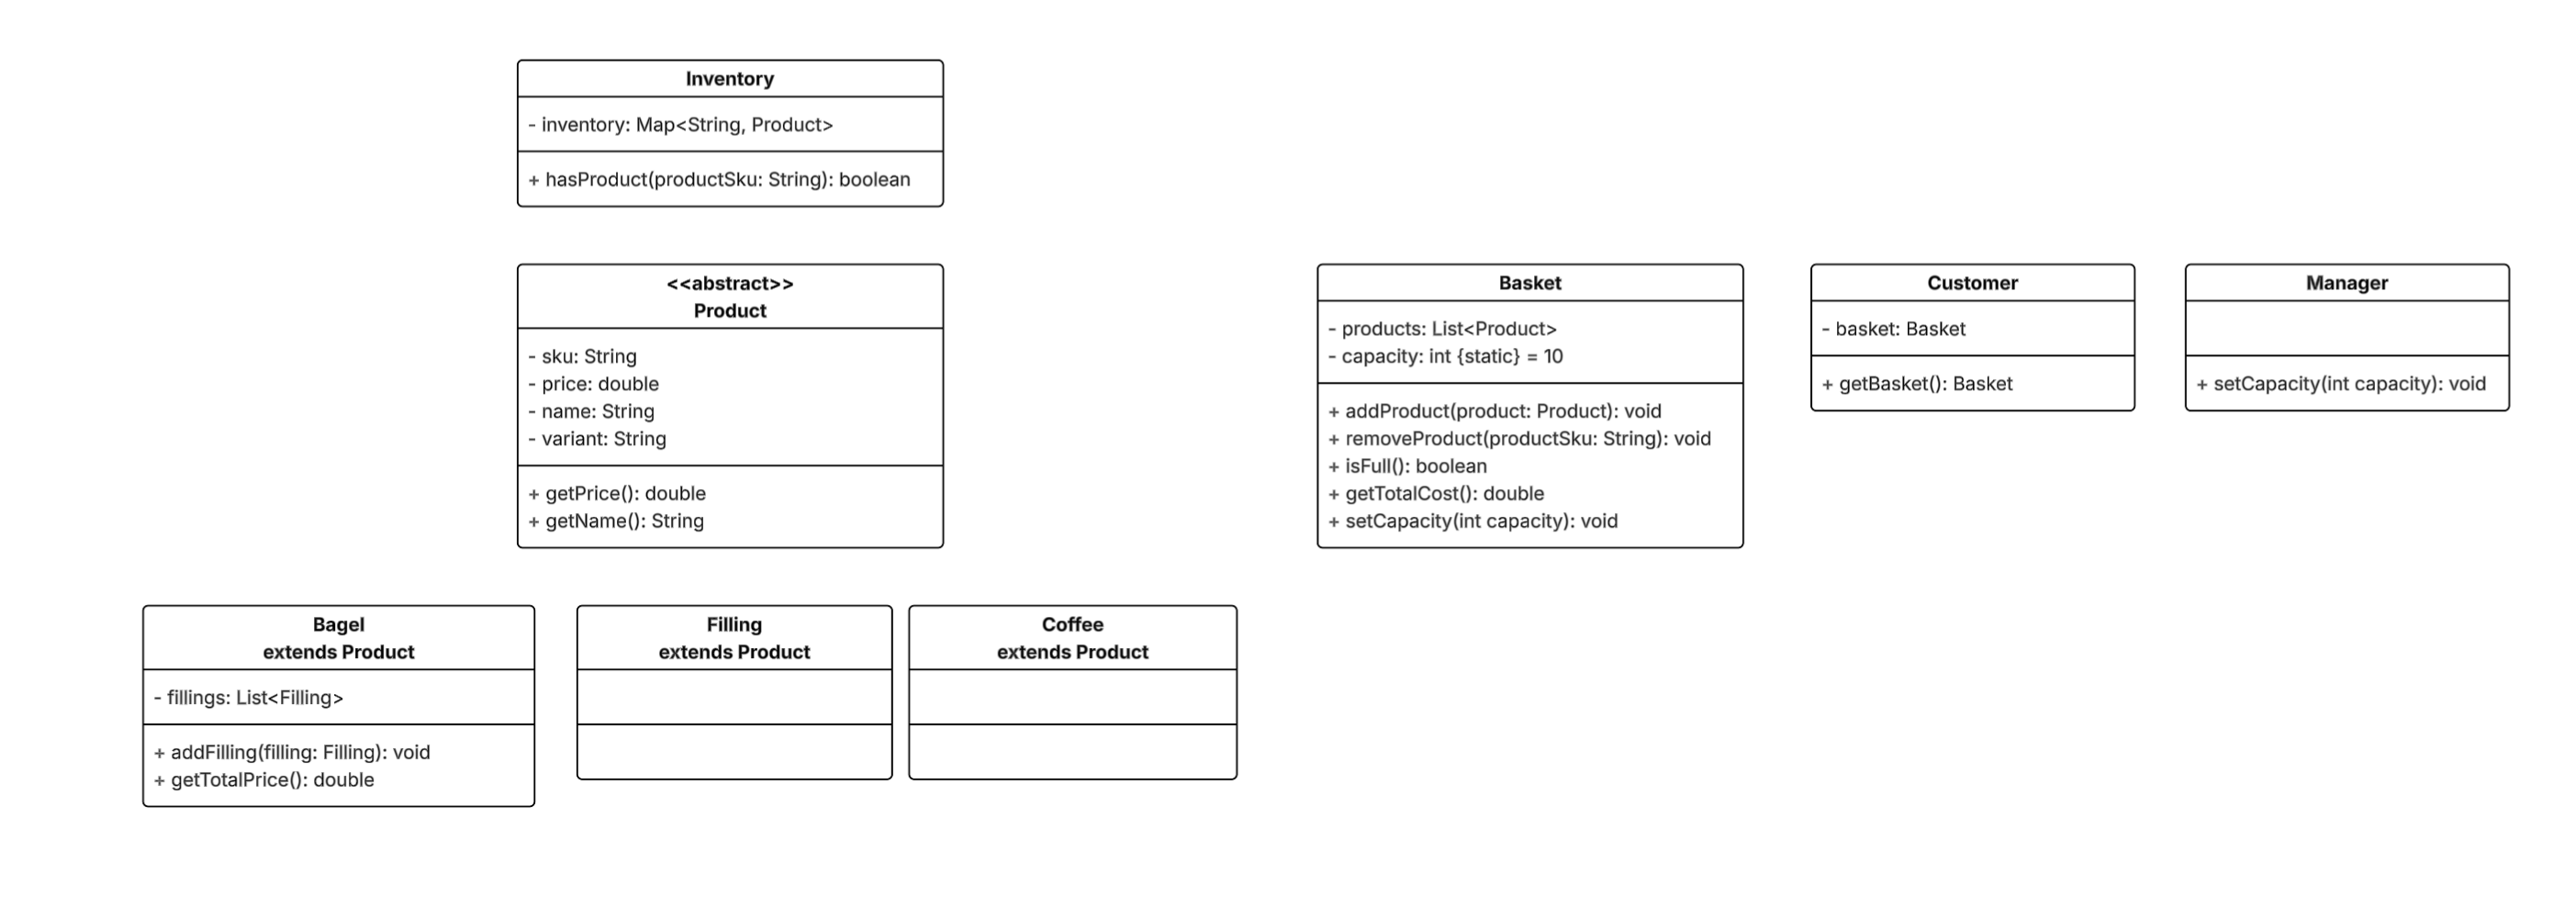 Inventory
- inventory: Map<String, Product>
+ hasProduct(productSku: String): boolean
<<abstract>>
Product
- sku: String
- price: double
- name: String
- variant: String
+ getPrice(): double
+ getName(): String
Basket
- products: List<Product>
- capacity: int {static} = 10
+ addProduct(product: Product): void
+ removeProduct(productSku: String): void
+ isFull(): boolean
+ getTotalCost(): double
+ setCapacity(int capacity): void
Customer
- basket: Basket
+ getBasket(): Basket
Manager
+ setCapacity(int capacity): void
Bagel
extends Product
- fillings: List<Filling>
+ addFilling(filling: Filling): void
+ getTotalPrice(): double
Filling
extends Product
Coffee
extends Product